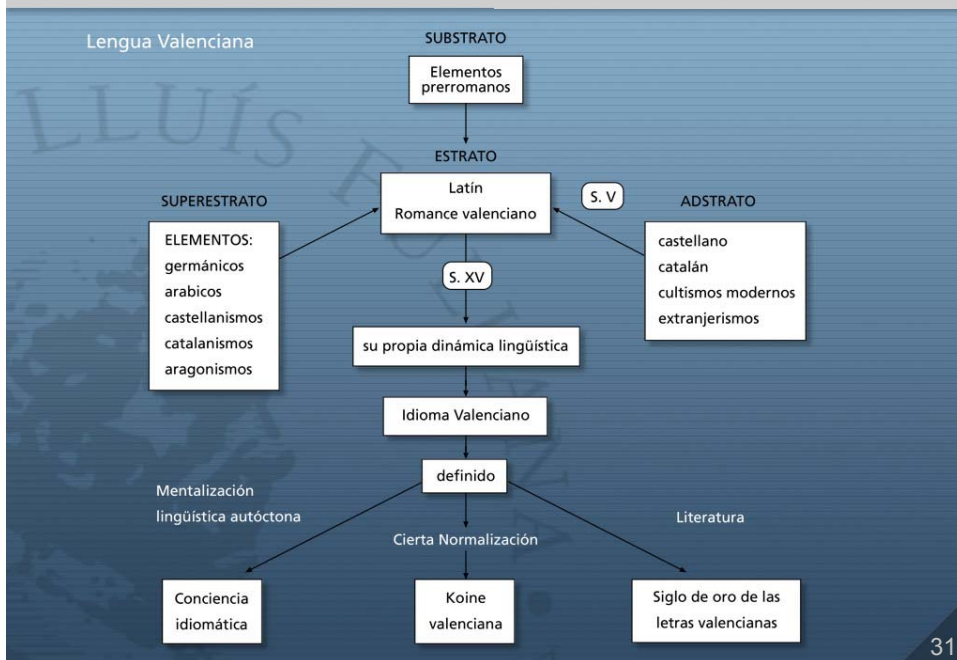 Lengua Valenciana
SUBSTRATO
Elementos
prerromanos
ESTRATO
Latín
Romance valenciano
S. V
SUPERESTRATO
ELEMENTOS:
germánicos
arabicos
castellanismos
catalanismos
aragonismos
ADSTRATO
castellano
catalán
cultismos modernos
extranjerismos
S. XV
su propia dinámica lingüística
Idioma Valenciano
definido
Mentalización
lingüística autóctona
Cierta Normalización
Literatura
Conciencia
idiomática
Koine
valenciana
Siglo de oro de las
letras valencianas
31
LLUÍS FULLANA